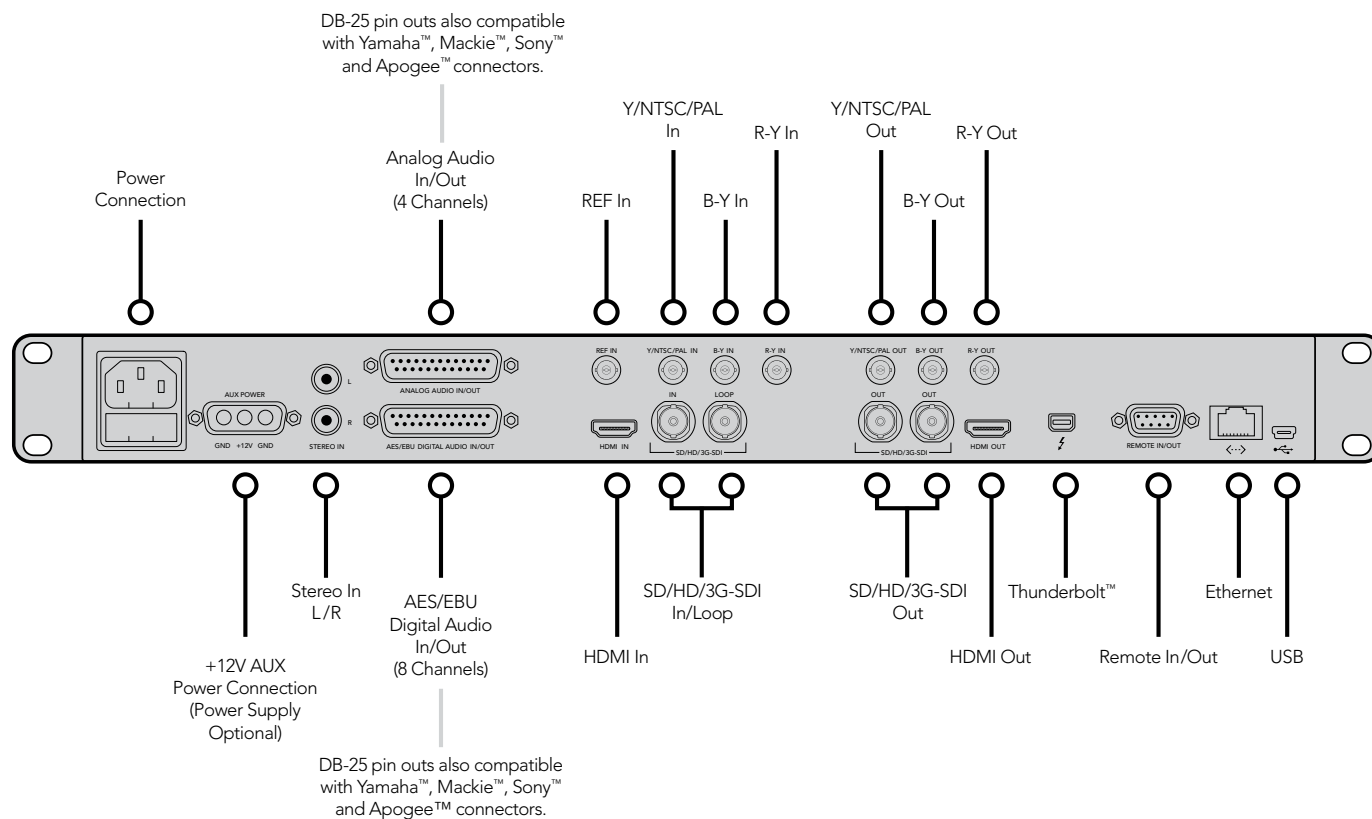 DB-25 pin outs also compatible
with Yamaha™, Mackie™, Sony™
and Apogee™ connectors.
Y/NTSC/PAL
In
Y/NTSC/PAL
Out
R-Y In
R-Y Out
Analog Audio
In/Out
(4 Channels)
Power
Connection
REF In
B-Y In
B-Y Out
REF IN
Y/NTSC/PAL IN
B-Y IN
R-Y IN
Y/NTSC/PAL OUT
B-Y OUT
R-Y OUT
L
ANALOG AUDIO IN/OUT
AUX POWER
IN
LOOP
OUT
OUT
R
GND +12V GND
STEREO IN
AES/EBU DIGITAL AUDIO IN/OUT
HDMI IN
SD/HD/3G-SDI
SD/HD/3G-SDI
HDMI OUT
REMOTE IN/OUT
Stereo In
L/R
AES/EBU
Digital Audio
In/Out
(8 Channels)
SD/HD/3G-SDI
In/Loop
SD/HD/3G-SDI
Out
Thunderbolt™
Ethernet
+12V AUX
Power Connection
(Power Supply
Optional)
HDMI In
HDMI Out
Remote In/Out
USB
DB-25 pin outs also compatible
with Yamaha™, Mackie™, Sony™
and Apogee™ connectors.